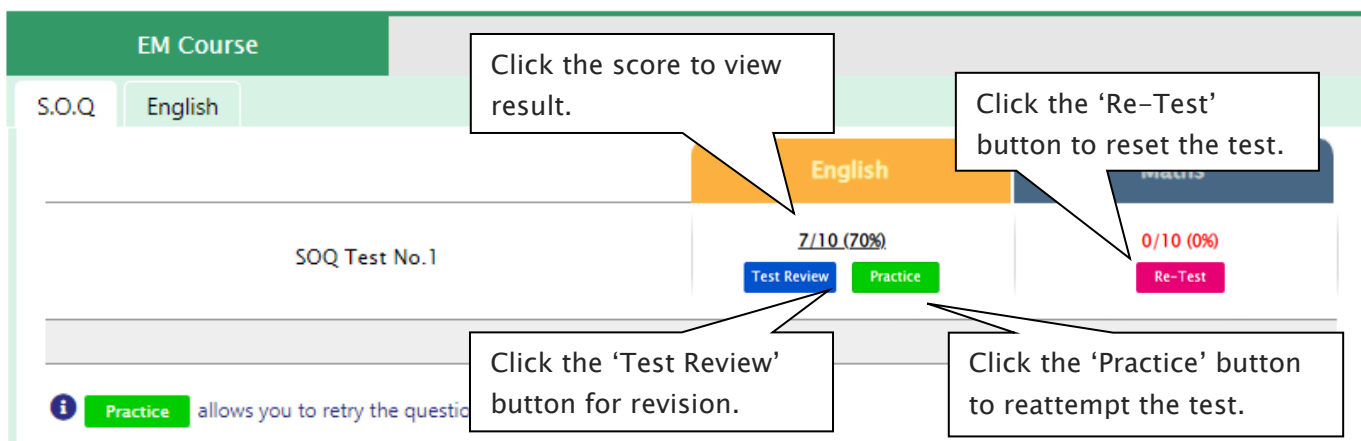 EM Course
Click the score to view
result.
S.O.Q
English
Click the ‘Re-Test’
button to reset the test.
English
Maths
SOQ Test No.1
7/10 (70%)
0/10 (0%)
Test Review
Practice
Re-Test
Click the ‘Test Review’
button for revision.
Click the ‘Practice’ button
to reattempt the test.
Practice allows you to retry the